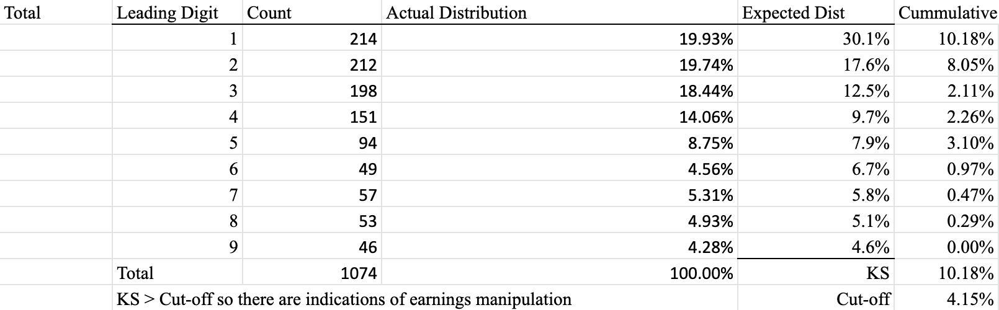 Total Leading Digit Count Actual Distribution Expected Dist Cummulative
1 214 19.93% 30.1% 10.18%
2 212 19.74% 17.6% 8.05%
3 198 18.44% 12.5% 2.11%
4 151 14.06% 9.7% 2.26%
5 94 8.75% 7.9% 3.10%
6 49 4.56% 6.7% 0.97%
7 57 5.31% 5.8% 0.47%
8 53 4.93% 5.1% 0.29%
9 46 4.28% 4.6% 0.00%
Total 1074 100.00% KS 10.18%
KS > Cut-off so there are indications of earnings manipulation Cut-off 4.15%